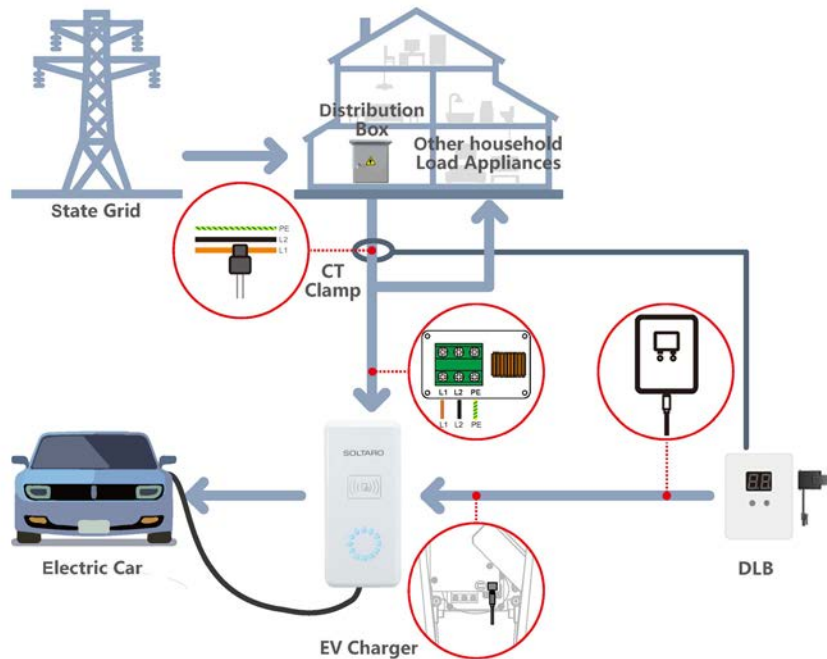 Distribution
Box
Other household
Load Appliances
State Grid
PE
L2
L1
CT
Clamp
L1 L2 PE
L1 L2 PE
SOLTARO
88
Electric Car
EV Charger
DLB